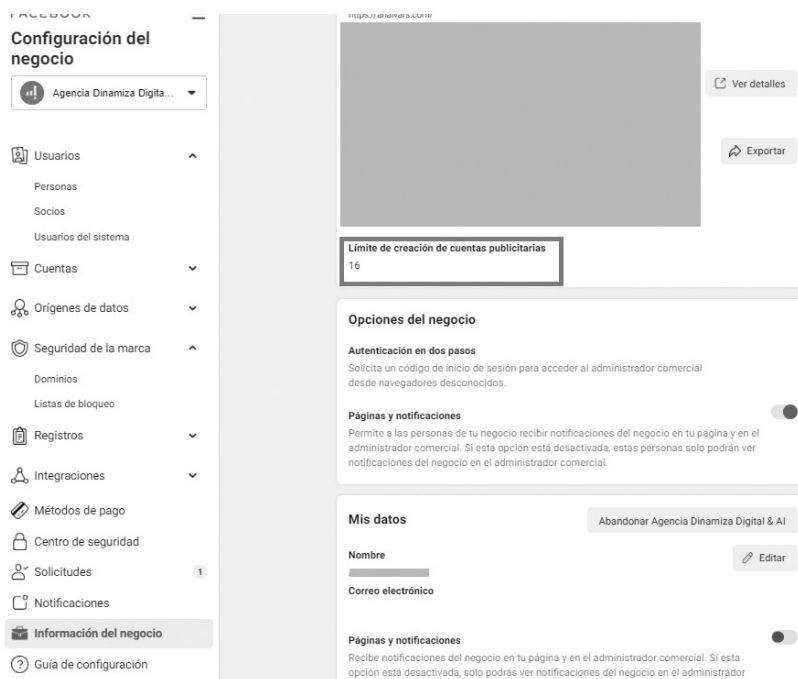 FACEBOOK
Configuración del
negocio
Agencia Dinamiza Digita...
Usuarios
Personas
Socios
Usuarios del sistema
Cuentas
Orígenes de datos
Seguridad de la marca
Dominios
Listas de bloqueo
Registros
Integraciones
Métodos de pago
Centro de seguridad
Solicitudes
1
Notificaciones
Información del negocio
Guía de configuración
https://anaivars.com/
Ver detalles
Exportar
Límite de creación de cuentas publicitarias
16
Opciones del negocio
Autenticación en dos pasos
Solicita un código de inicio de sesión para acceder al administrador comercial
desde navegadores desconocidos.
Páginas y notificaciones
Permite a las personas de tu negocio recibir notificaciones del negocio en tu página y en el
administrador comercial. Si esta opción está desactivada, estas personas solo podrán ver
notificaciones del negocio en el administrador comercial.
Mis datos
Abandonar Agencia Dinamiza Digital & AI
Nombre
Editar
Correo electrónico
Páginas y notificaciones
Recibe notificaciones del negocio en tu página y en el administrador comercial. Si esta
opción está desactivada, solo podrás ver notificaciones del negocio en el administrador